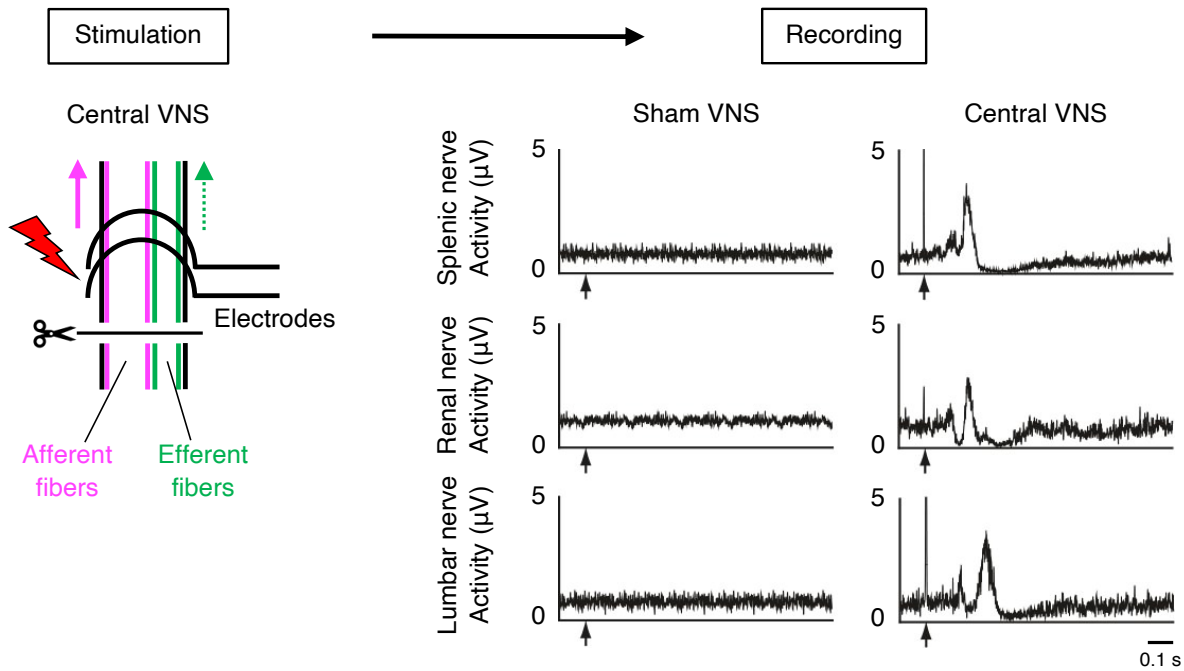 Stimulation
Recording
Central VNS
Electrodes
Afferent
fibers
Efferent
fibers
Sham VNS
Central VNS
Splenic nerve
Activity (µV)
5
0
5
0
Renal nerve
Activity (µV)
5
0
5
0
Lumbar nerve
Activity (µV)
5
0
5
0
0.1 s